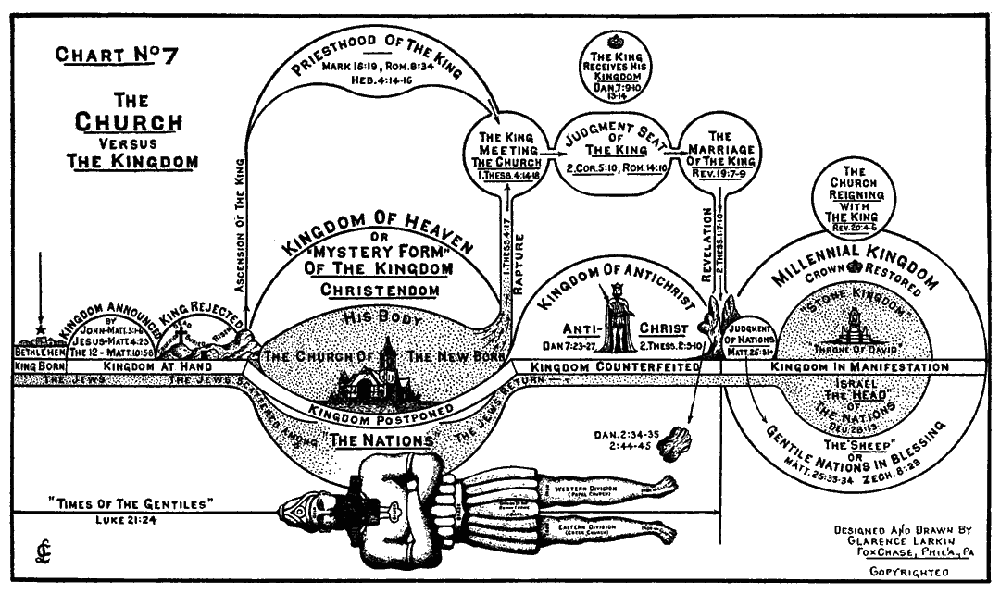 CHART No 7
THE
CHURCH
VERSUS
THE KINGDOM
PRIESTHOOD OF THE KING
MARK 16:19, ROM. 8:34
HEB. 4:14-16
THE KING
RECEIVES HIS
KINGDOM
DAN. 7:9-10
13-14
THE KING
MEETING
THE CHURCH
1. THESS. 4:14-18
JUDGMENT SEAT
OF
THE KING
2. COR. 5:10, ROM. 14:10
THE
MARRIAGE
OF THE KING
REV. 19:7-9
THE
CHURCH
REIGNING
WITH
THE KING
REV. 20:4-6
ASCENSION OF THE KING
1. THESS. 4:17
RAPTURE
REVELATION
2. THESS. 1:7-10
KINGDOM OF HEAVEN
OR
"MYSTERY FORM"
OF THE KINGDOM
CHRISTENDOM
HIS BODY
THE CHURCH OF THE NEW BORN
KINGDOM OF ANTICHRIST
ANTI- CHRIST
DAN 7:23-27 2. THESS. 2:3-10
MILLENNIAL KINGDOM
CROWN RESTORED
"STONE KINGDOM"
"THRONE OF DAVID"
JUDGMENT
OF NATIONS
MATT. 25:31-
KINGDOM ANNOUNCED
BY
JOHN-MATT. 3:1-6
JESUS-MATT. 4:23
THE 12 - MATT. 10:5-8
KING REJECTED
BETHLEHEM
KING BORN
KINGDOM AT HAND
KINGDOM POSTPONED
KINGDOM COUNTERFEITED
KINGDOM IN MANIFESTATION
THE JEWS
THE JEWS SCATTERED AMONG
THE NATIONS
THE JEWS RETURN
ISRAEL
THE "HEAD"
OF
THE NATIONS
DEU. 28:13
THE "SHEEP"
OR
GENTILE NATIONS IN BLESSING
MATT. 25:33-34 ZECH. 8:23
DAN. 2:34-35
2:44-45
"TIMES OF THE GENTILES"
LUKE 21:24
WESTERN DIVISION
(PAPAL CHURCH)
EASTERN DIVISION
(GREEK CHURCH)
DESIGNED AND DRAWN BY
CLARENCE LARKIN
FOXCHASE, PHIL'A., PA
COPYRIGHTED